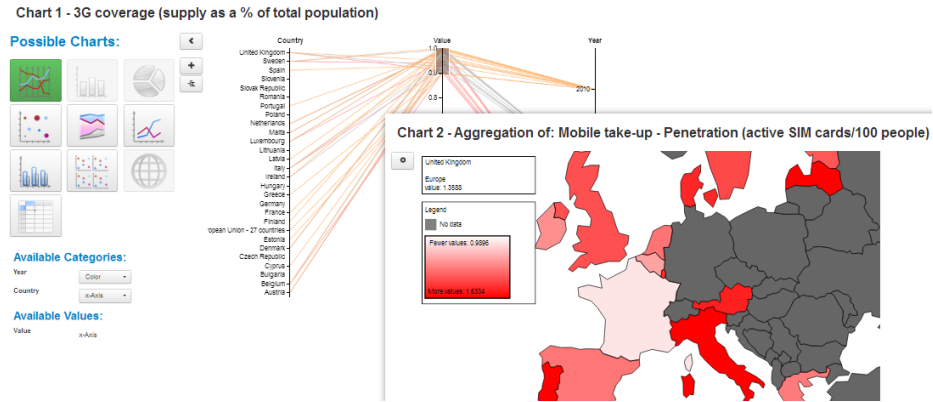 Chart 1 - 3G coverage (supply as a % of total population)
Possible Charts:
Country
Value
Year
United Kingdom
Sweden
Spain
Slovenia
Slovak Republic
Romania
Portugal
Poland
Netherlands
Malta
Luxembourg
Lithuania
Latvia
Italy
Ireland
Hungary
Greece
Germany
France
Finland
opean Union - 27 countries
Estonia
Denmark
Czech Republic
Cyprus
Bulgaria
Belgium
Austria
1.0
0.9
0.8
2010
Available Categories:
Year
Color
Country
x-Axis
Available Values:
Value
x-Axis
Chart 2 - Aggregation of: Mobile take-up - Penetration (active SIM cards/100 people)
United Kingdom
Europe
value: 1.3588
Legend
No data
Fewer values: 0.9896
More values: 1.6334